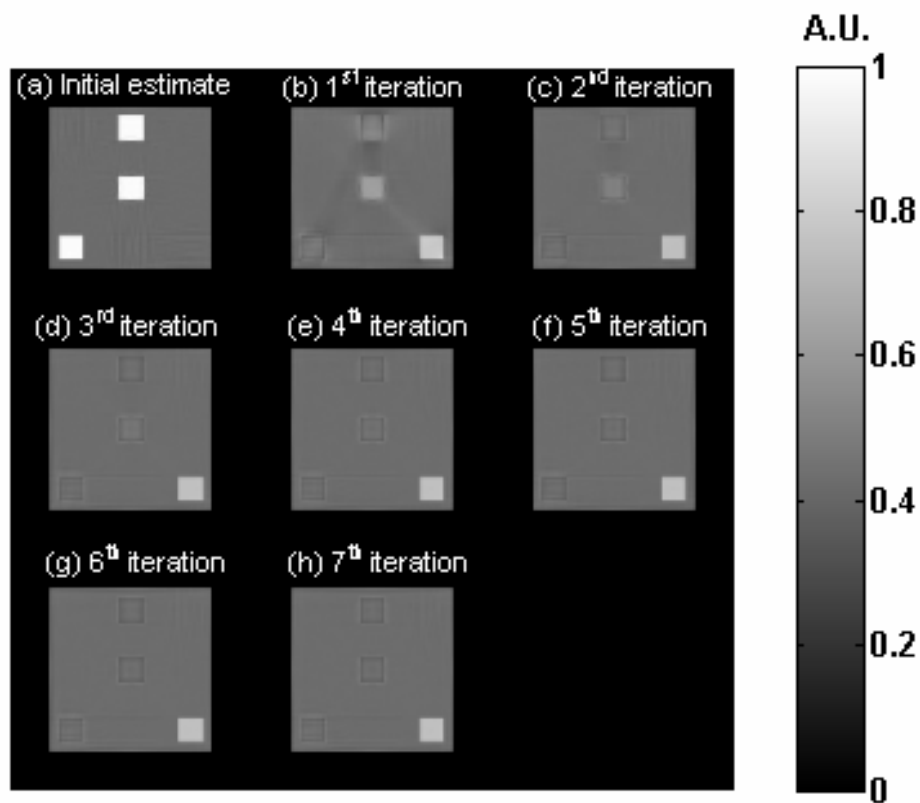 A.U.
(a) Initial estimate
(b) 1st iteration
(c) 2nd iteration
(d) 3rd iteration
(e) 4th iteration
(f) 5th iteration
(g) 6th iteration
(h) 7th iteration
1
0.8
0.6
0.4
0.2
0